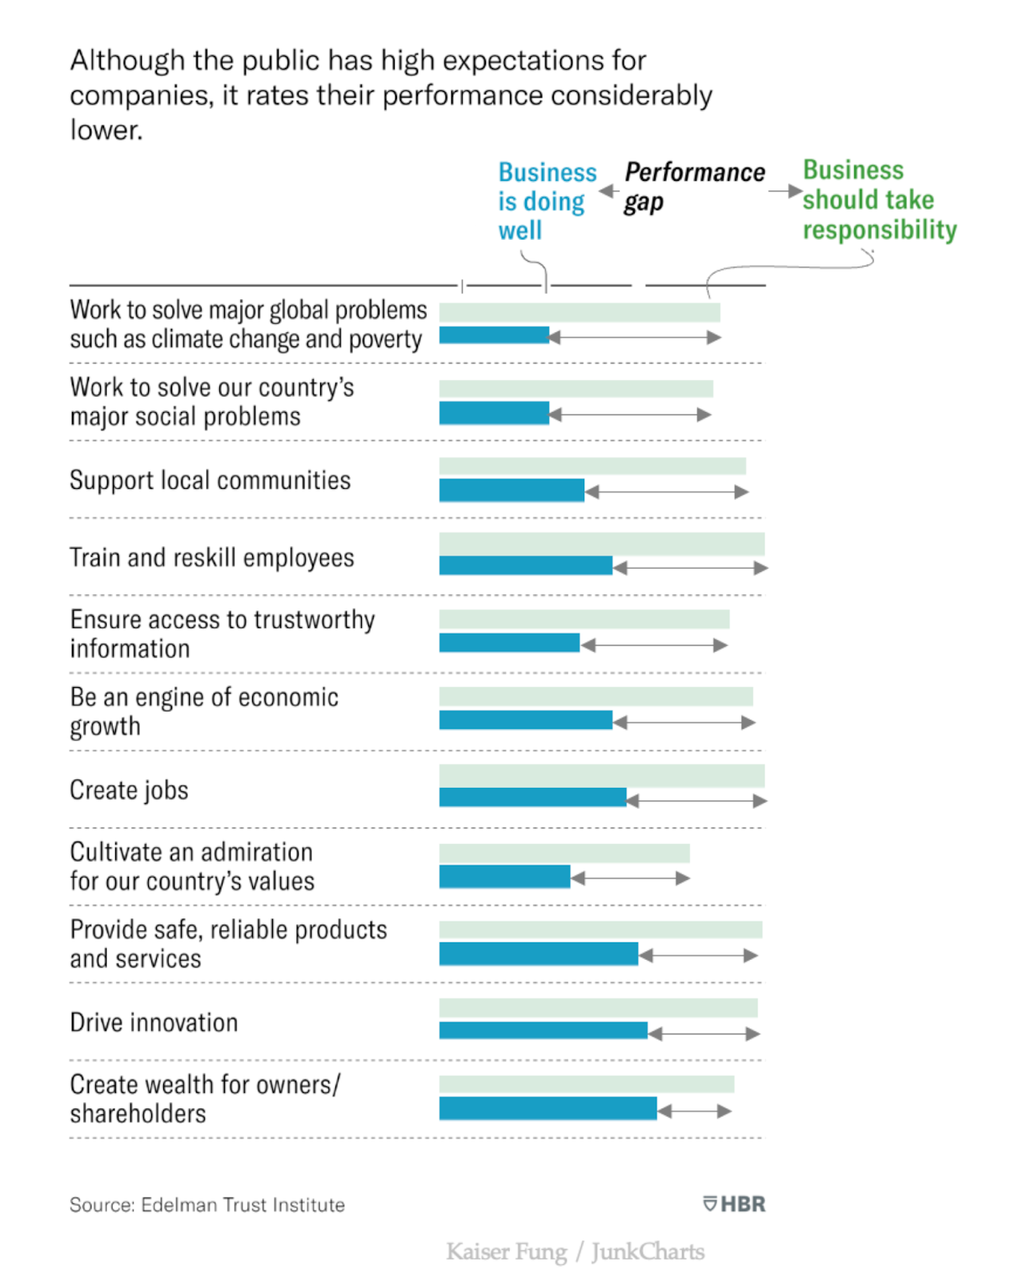 Although the public has high expectations for
companies, it rates their performance considerably
lower.
Business
is doing
well
Performance
gap
Business
should take
responsibility
Work to solve major global problems
such as climate change and poverty
Work to solve our country's
major social problems
Support local communities
Train and reskill employees
Ensure access to trustworthy
information
Be an engine of economic
growth
Create jobs
Cultivate an admiration
for our country's values
Provide safe, reliable products
and services
Drive innovation
Create wealth for owners/
shareholders
Source: Edelman Trust Institute
HBR
Kaiser Fung / JunkCharts